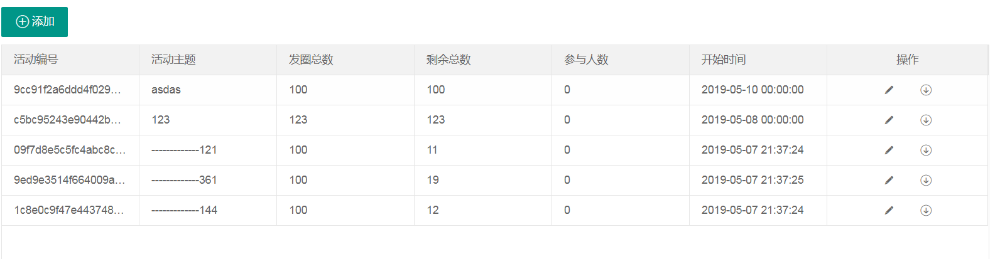 添加
活动编号 活动主题 发圈总数 剩余总数 参与人数 开始时间 操作
9cc91f2a6ddd4f029... asdas 100 100 0 2019-05-10 00:00:00
c5bc95243e90442b... 123 123 123 0 2019-05-08 00:00:00
09f7d8e5c5fc4abc8c... -------------121 100 11 0 2019-05-07 21:37:24
9ed9e3514f664009a... -------------361 100 19 0 2019-05-07 21:37:25
1c8e0c9f47e443748... -------------144 100 12 0 2019-05-07 21:37:24